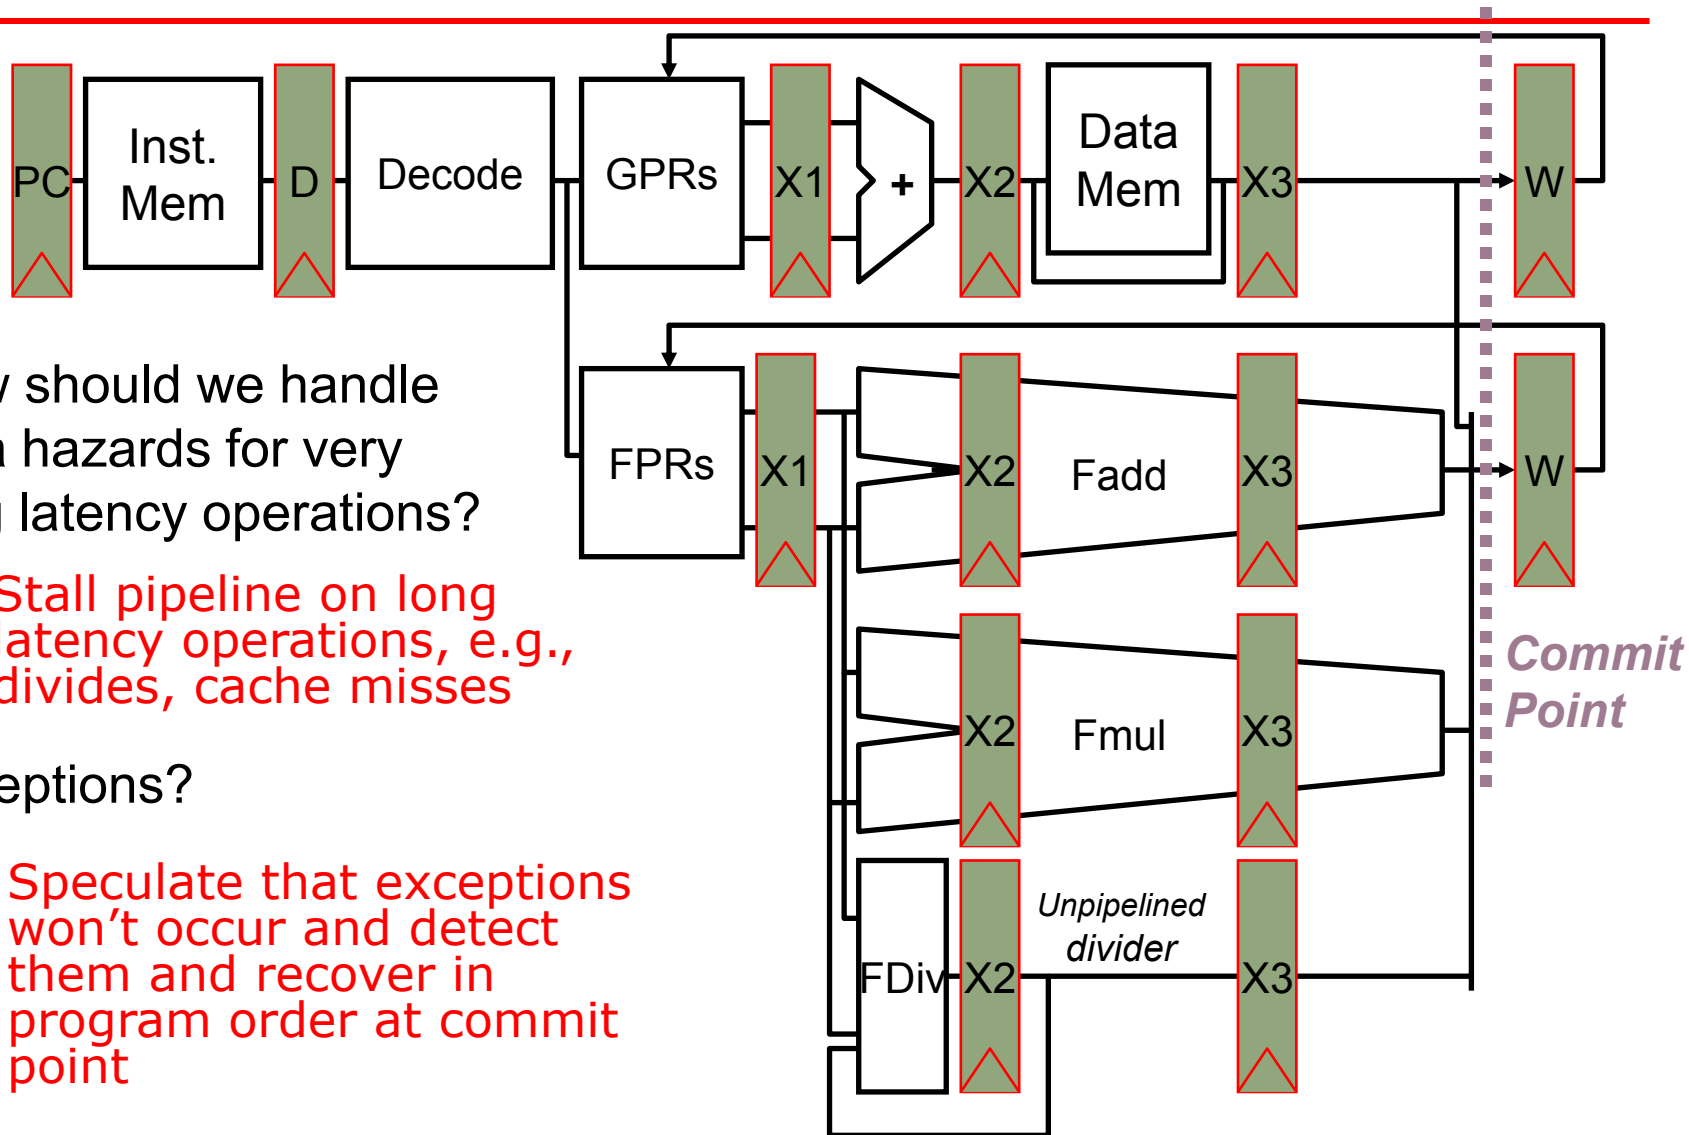 PC
Inst.
Mem
D
Decode
GPRs
X1
+
X2
Data
Mem
X3
W
should we handle
hazards for very
latency operations?
FPRs
X1
X2
Fadd
X3
W
Stall pipeline on long
latency operations, e.g.,
divides, cache misses
X2
Fmul
X3
Commit
Point
eptions?
Speculate that exceptions
won’t occur and detect
them and recover in
program order at commit
point
FDiv
X2
Unpipelined
divider
X3